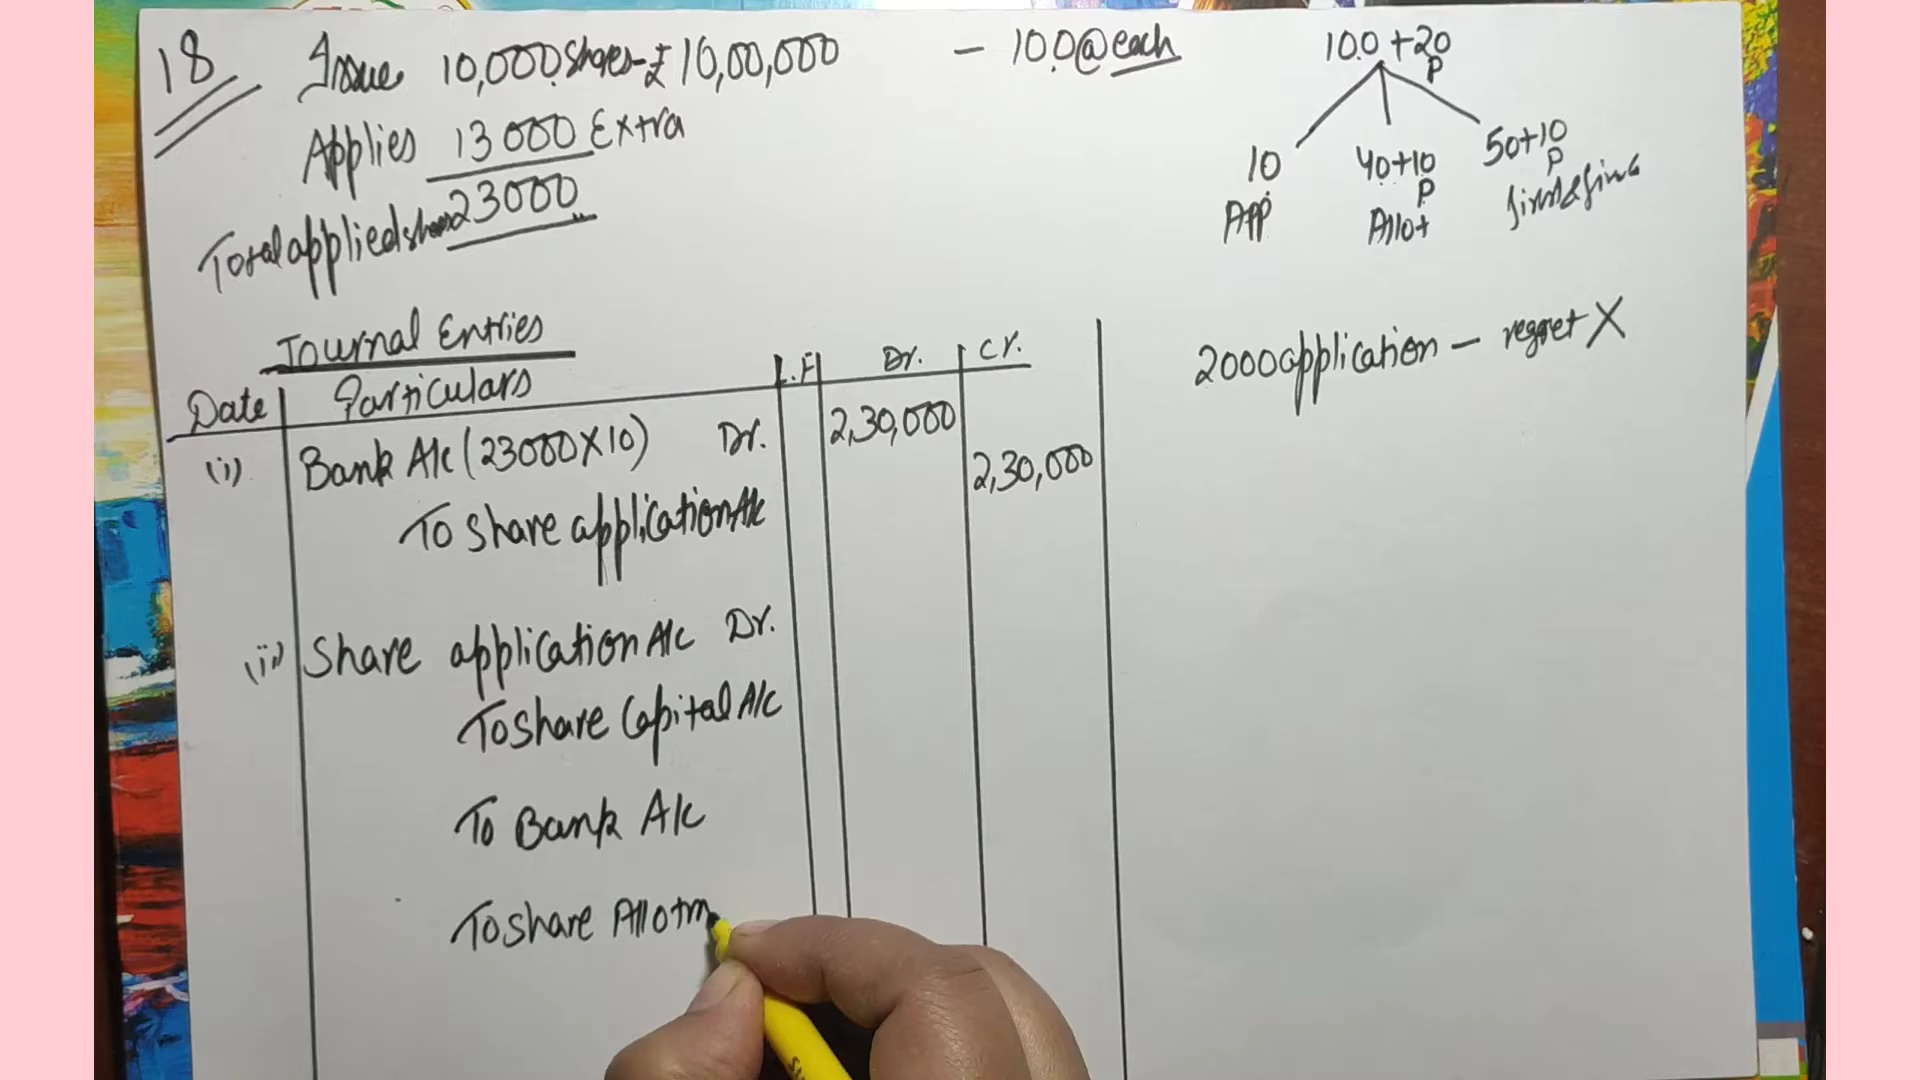 18
Issue 10,000 shares - ₹ 10,00,000 - 100@each
Applies 13000 Extra
Total applied shares 23000
100 + 20
P
10
App
40+10
P
Allot
50+10
P
Journal Entries
Date Particulars L.F Dr. Cr.
(i) Bank A/c (23000X10) Dr. 2,30,000
To share application A/c 2,30,000
(ii) Share application A/c Dr.
To share Capital A/c
To Bank A/c
To share Allotm
2000 application - regret X